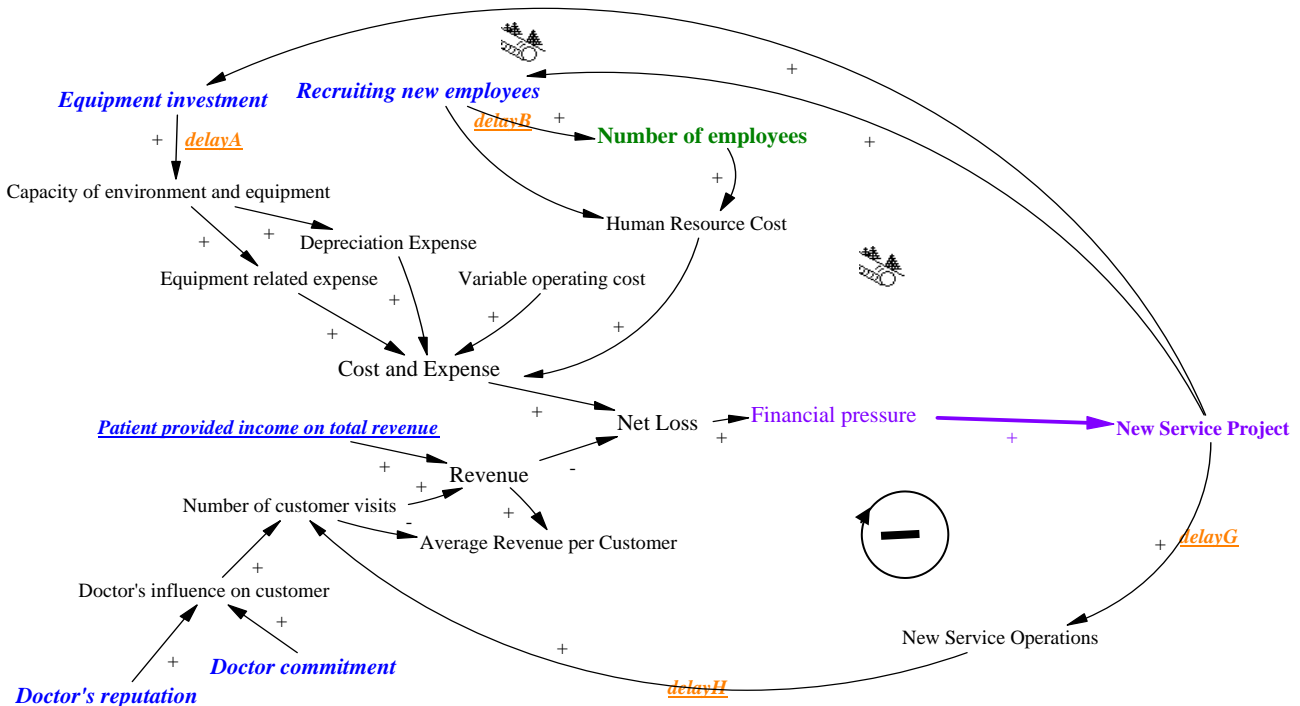 +
Equipment investment
Recruiting new employees
+
delayA
delayB
+
Number of employees
+
Capacity of environment and equipment
+
Human Resource Cost
+
+
Depreciation Expense
Equipment related expense
Variable operating cost
+
+
+
+
Cost and Expense
+
Net Loss
+
Financial pressure
+
New Service Project
Patient provided income on total revenue
+
Revenue
-
+
Number of customer visits
-
+
Average Revenue per Customer
+
delayG
+
Doctor's influence on customer
+
New Service Operations
+
Doctor commitment
+
delayH
Doctor's reputation